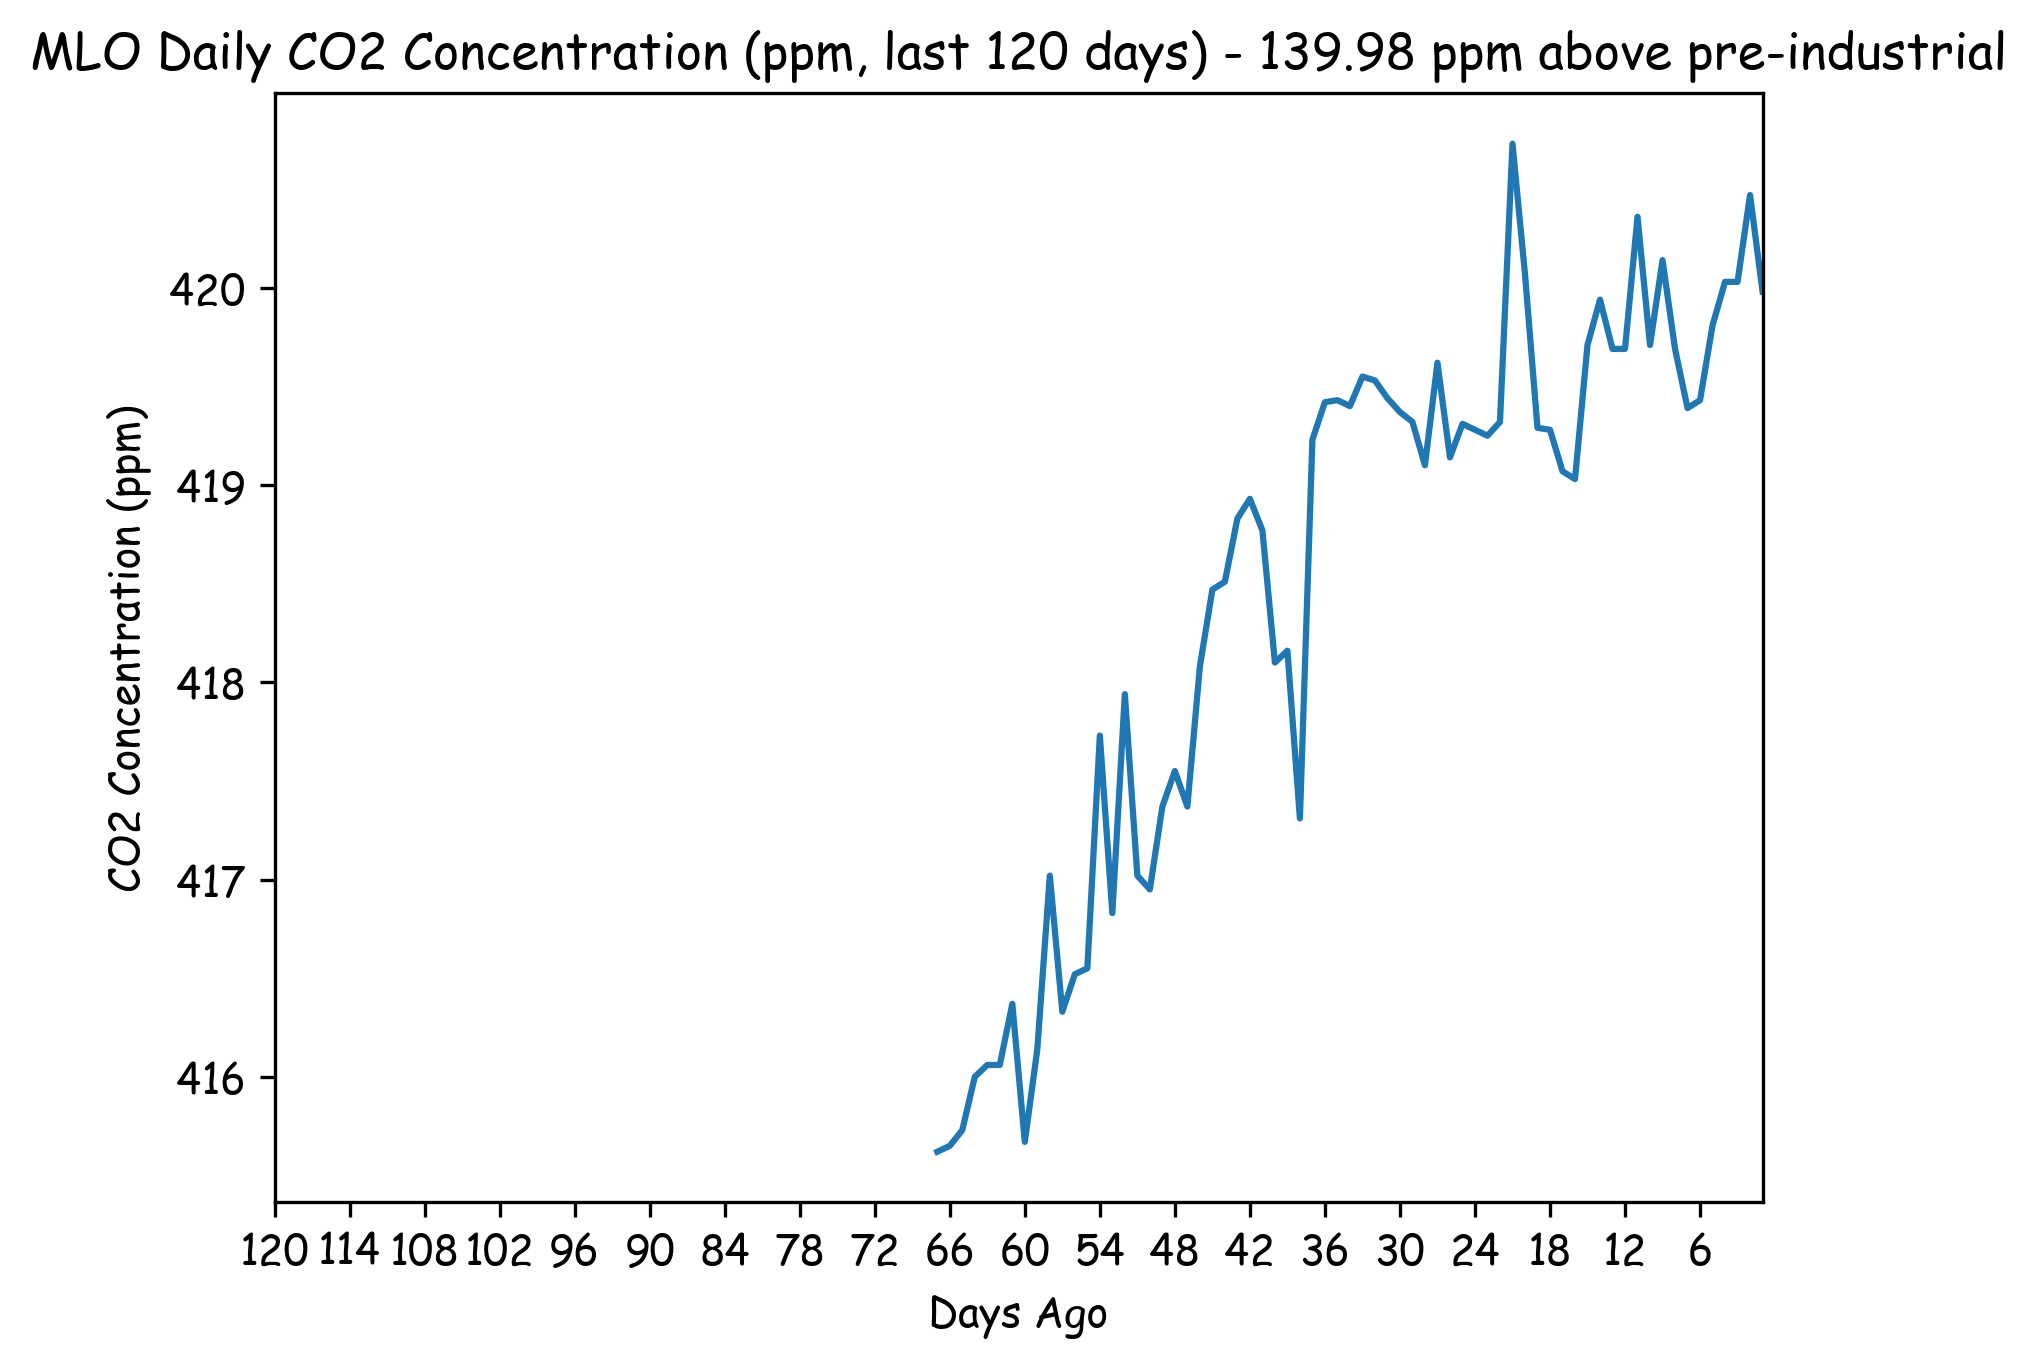 MLO Daily CO2 Concentration (ppm, last 120 days) - 139.98 ppm above pre-industrial
420
419
418
417
416
CO2 Concentration (ppm)
120 114 108 102 96 90 84 78 72 66 60 54 48 42 36 30 24 18 12 6
Days Ago